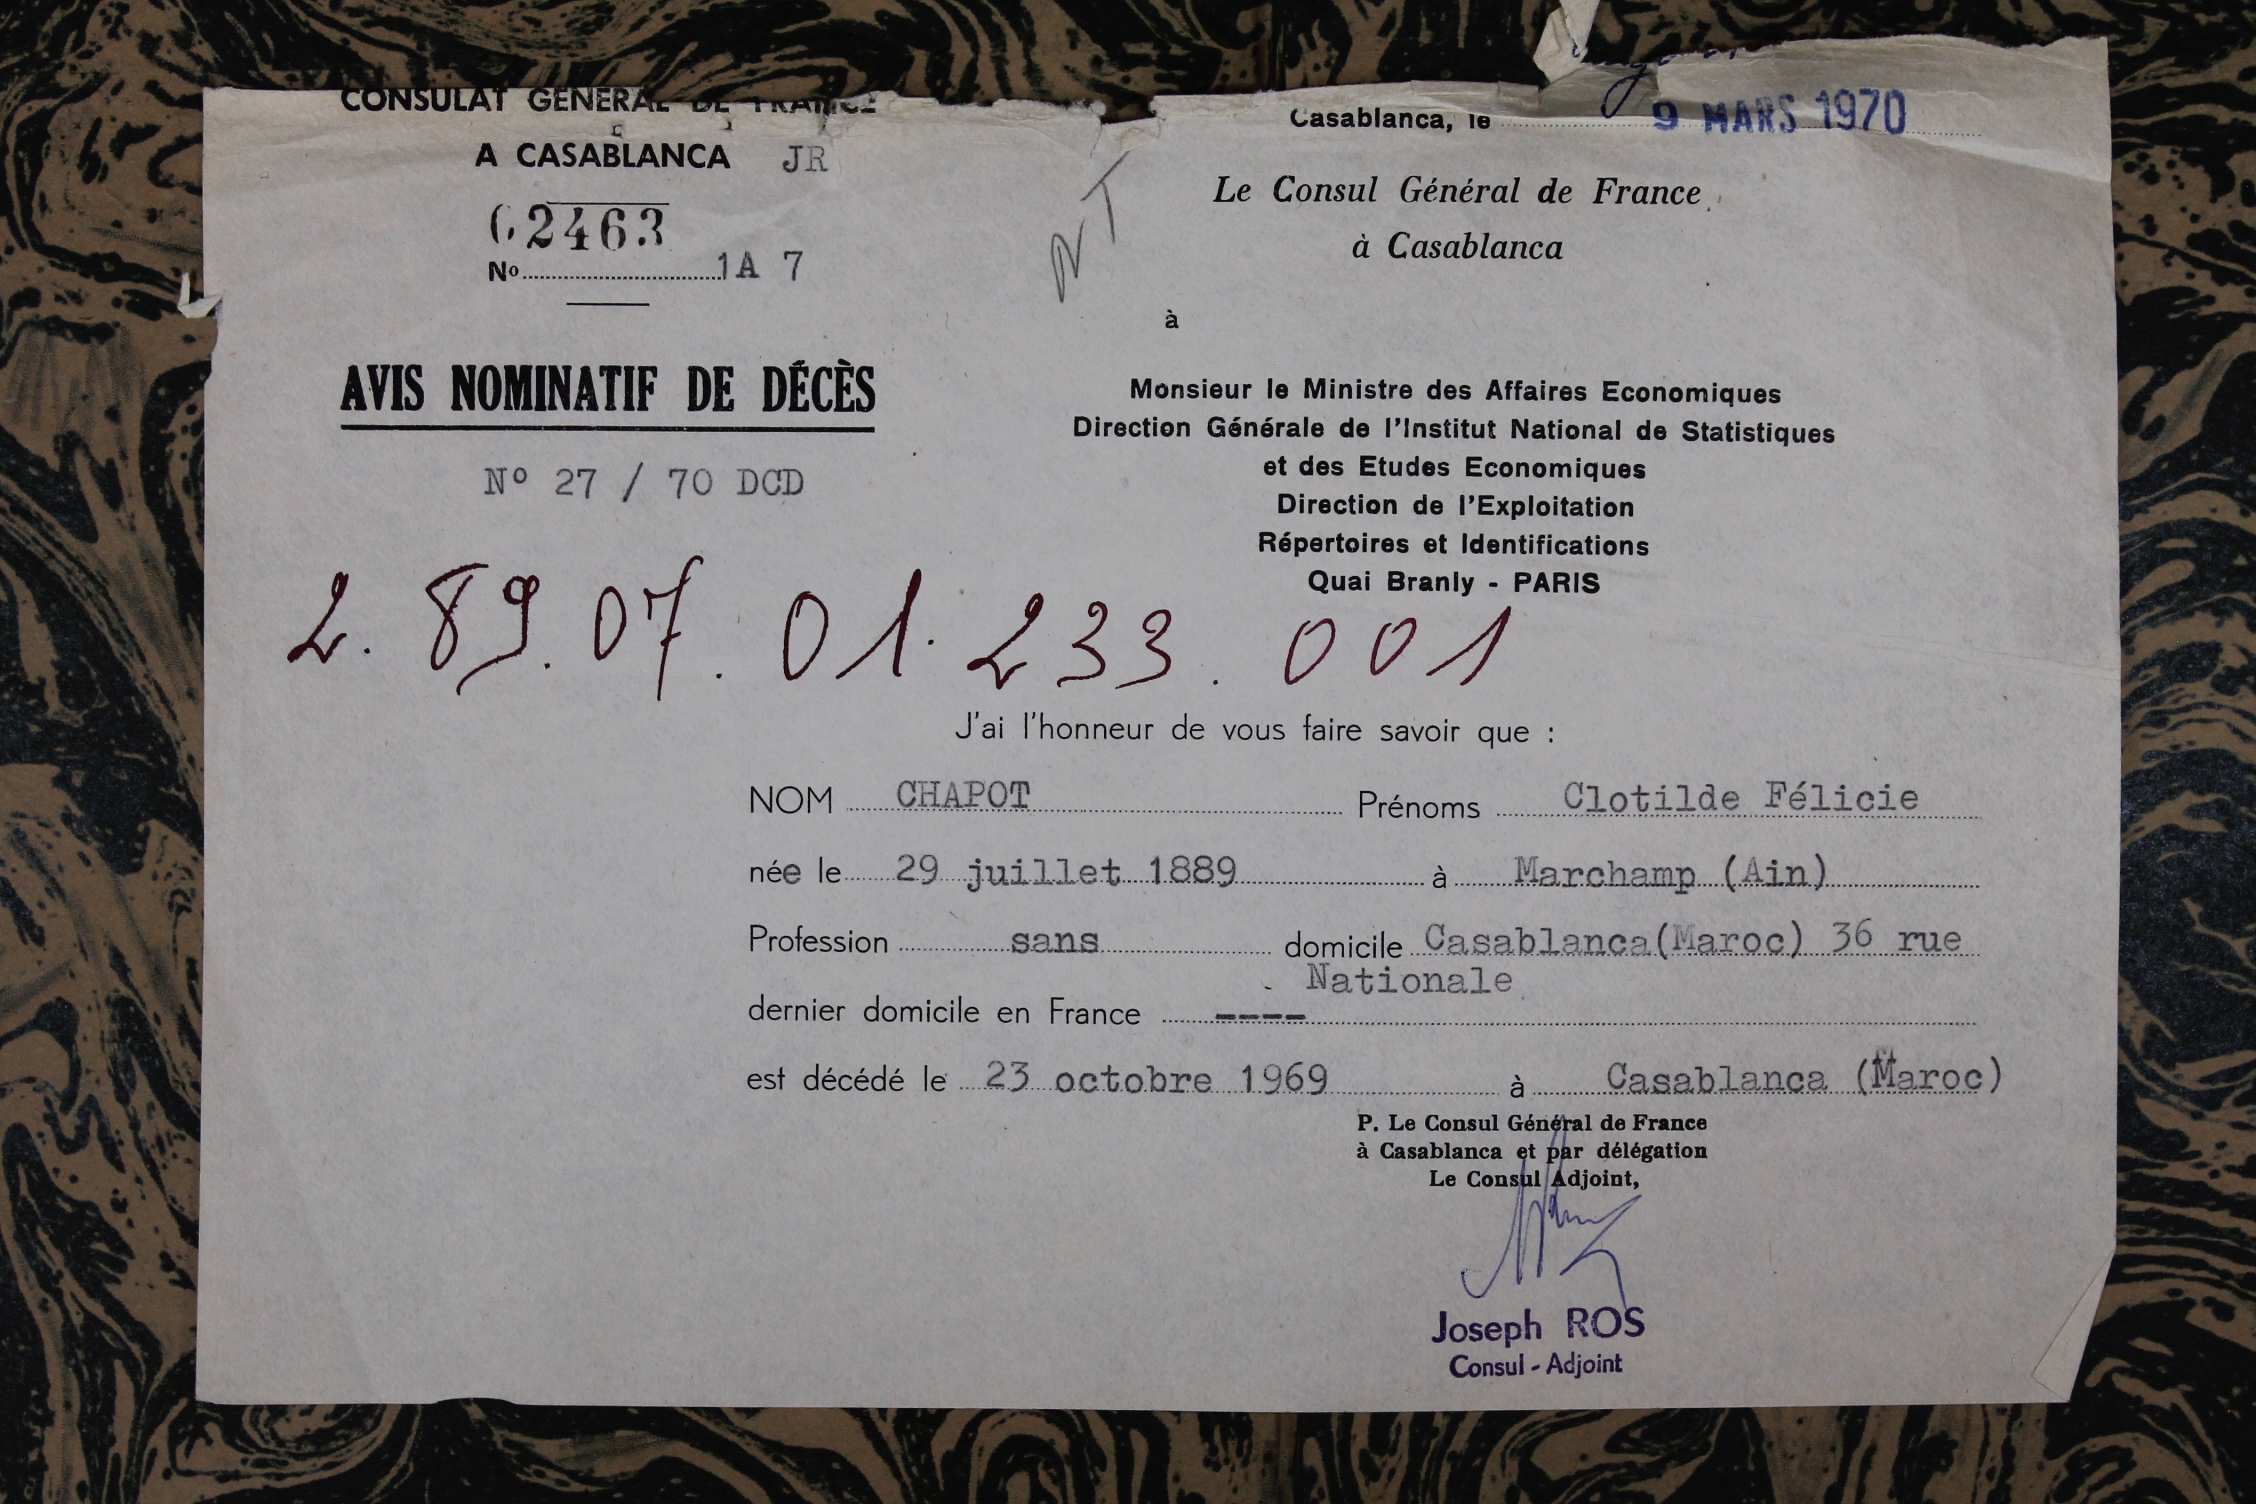 CONSULAT GENERAL DE FRANCE
A CASABLANCA JR
02463
No 1A 7
AVIS NOMINATIF DE DÉCÈS
No 27 / 70 DCD
Casablanca, le 9 MARS 1970
NT
Le Consul Général de France
à Casablanca
à
Monsieur le Ministre des Affaires Economiques
Direction Générale de l'Institut National de Statistiques
et des Etudes Economiques
Direction de l'Exploitation
Répertoires et Identifications
Quai Branly - PARIS
2. 89. 07. 01. 233. 001
J'ai l'honneur de vous faire savoir que :
NOM CHAPOT Prénoms Clotilde Félicie
née le 29 juillet 1889 à Marchamp (Ain)
Profession sans domicile Casablanca(Maroc) 36 rue
Nationale
dernier domicile en France ----
est décédé le 23 octobre 1969 à Casablanca (Maroc)
P. Le Consul Général de France
à Casablanca et par délégation
Le Consul Adjoint,
Joseph ROS
Consul - Adjoint